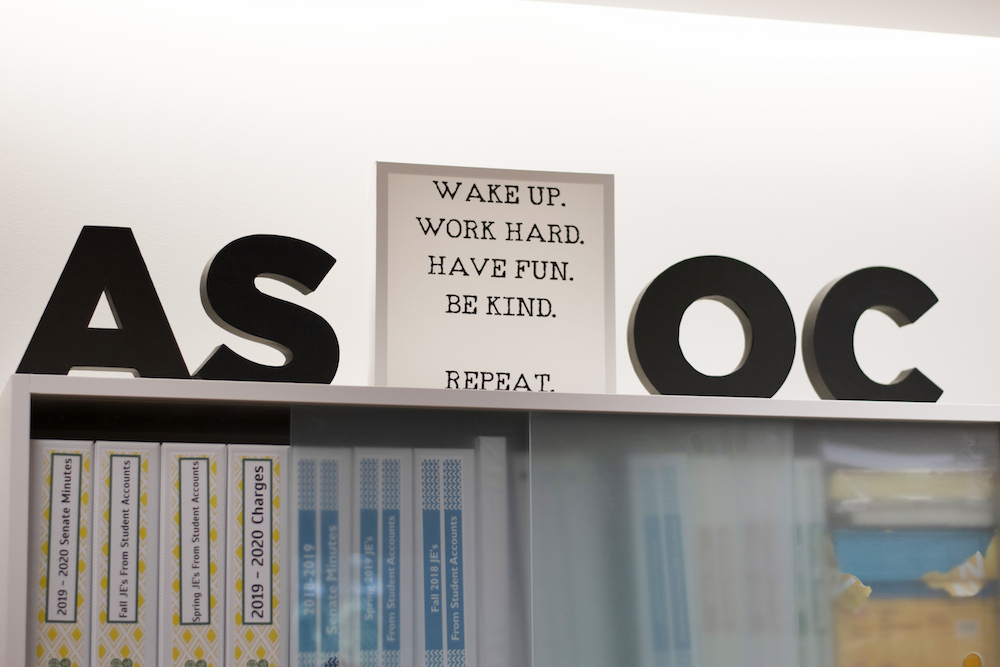 AS
WAKE UP.
WORK HARD.
HAVE FUN.
BE KIND.
REPEAT.
OC
2019 – 2020 Senate Minutes
Fall JE's From Student Accounts
Spring JE's From Student Accounts
2019 – 2020 Charges
2018-2019
Senate Minutes
Spring 2019 JE's
From Student Accounts
Fall 2018 JE's
From Student Accounts